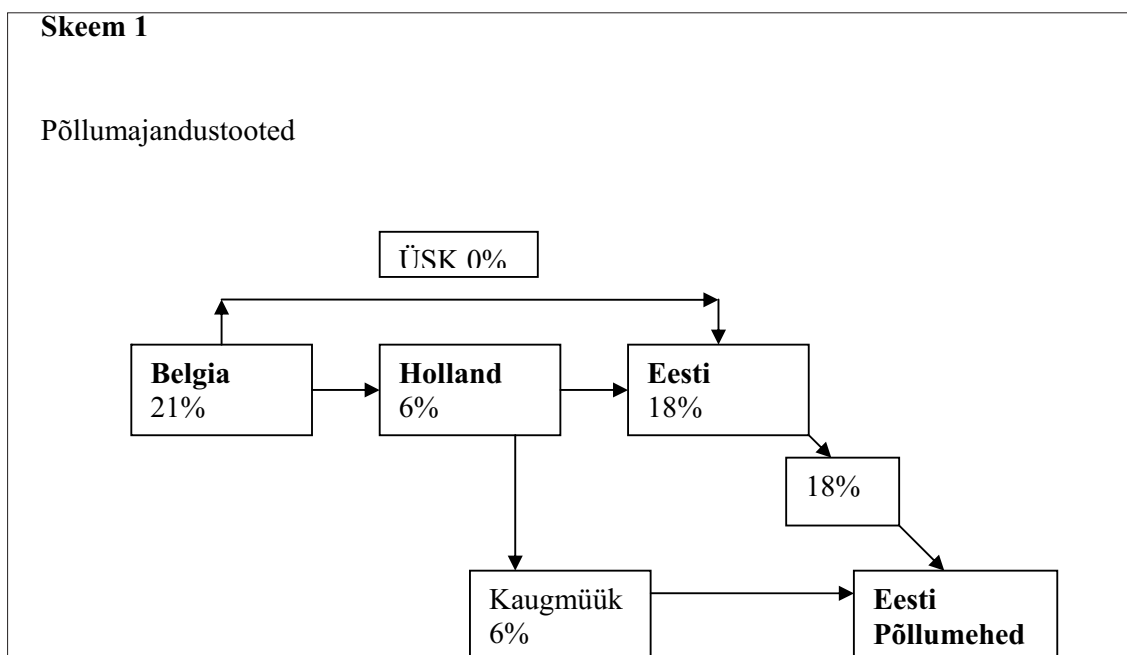 Skeem 1
Põllumajandustooted
ÜSK 0%
Belgia
21%
Holland
6%
Eesti
18%
18%
Kaugmüük
6%
Eesti
Põllumehed